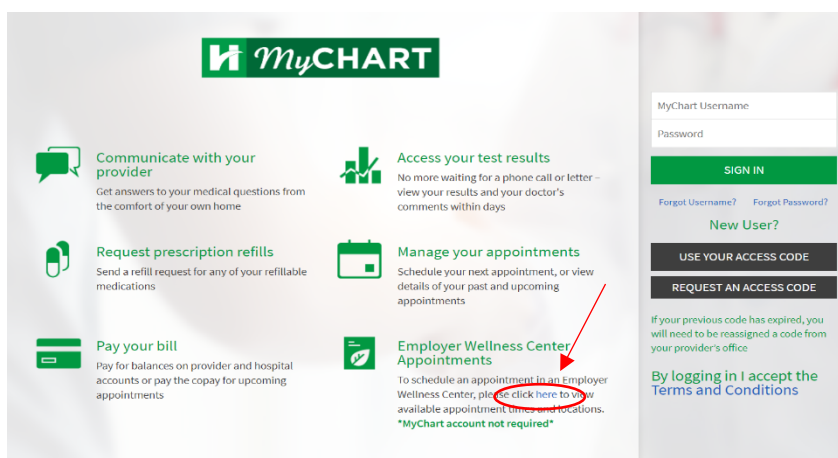 MyCHART
Communicate with your
provider
Get answers to your medical questions from
the comfort of your own home
Access your test results
No more waiting for a phone call or letter –
view your results and your doctor's
comments within days
Request prescription refills
Send a refill request for any of your refillable
medications
Manage your appointments
Schedule your next appointment, or view
details of your past and upcoming
appointments
Pay your bill
Pay for balances on provider and hospital
accounts or pay the copay for upcoming
appointments
Employer Wellness Center
Appointments
To schedule an appointment in an Employer
Wellness Center, please click here to view
available appointment times and locations.
*MyChart account not required*
MyChart Username
Password
SIGN IN
Forgot Username? Forgot Password?
New User?
USE YOUR ACCESS CODE
REQUEST AN ACCESS CODE
If your previous code has expired, you
will need to be reassigned a code from
your provider's office
By logging in I accept the
Terms and Conditions